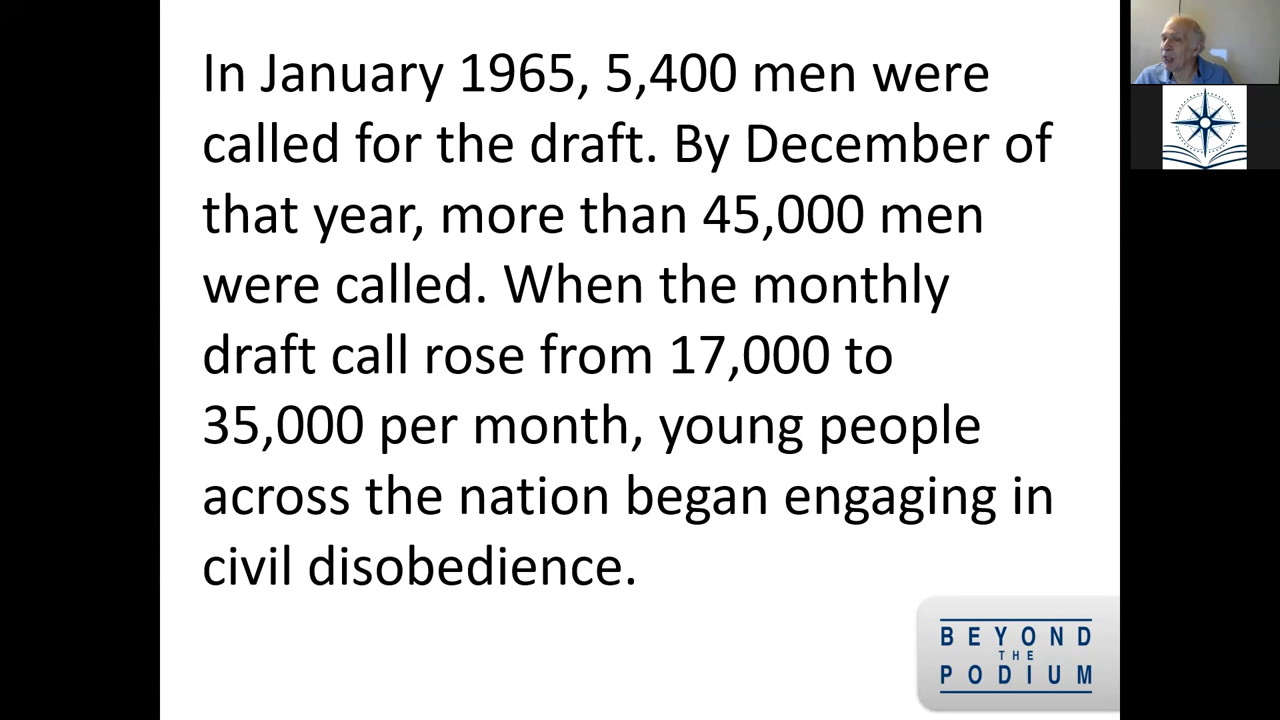 In January 1965, 5,400 men were
called for the draft. By December of
that year, more than 45,000 men
were called. When the monthly
draft call rose from 17,000 to
35,000 per month, young people
across the nation began engaging in
civil disobedience.
BEYOND
THE
PODIUM